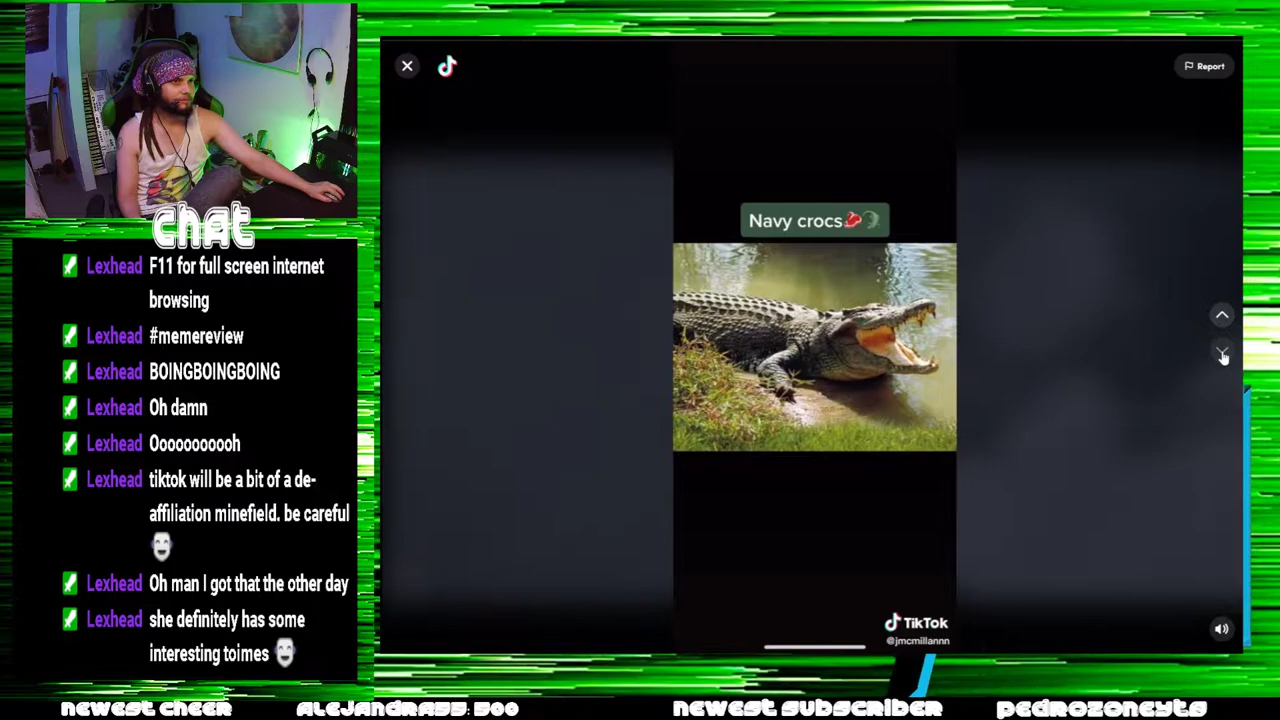 Report
Navy crocs
chat
Lexhead F11 for full screen internet
browsing
Lexhead #memereview
Lexhead BOINGBOINGBOING
Lexhead Oh damn
Lexhead Ooooooooooh
Lexhead tiktok will be a bit of a de-
affiliation minefield. be careful
Lexhead Oh man I got that the other day
Lexhead she definitely has some
interesting toimes
TikTok
@jmcmillannn
newest cheer
ALEJANDRA55: 500
newest subscriber
pedrozoneyts